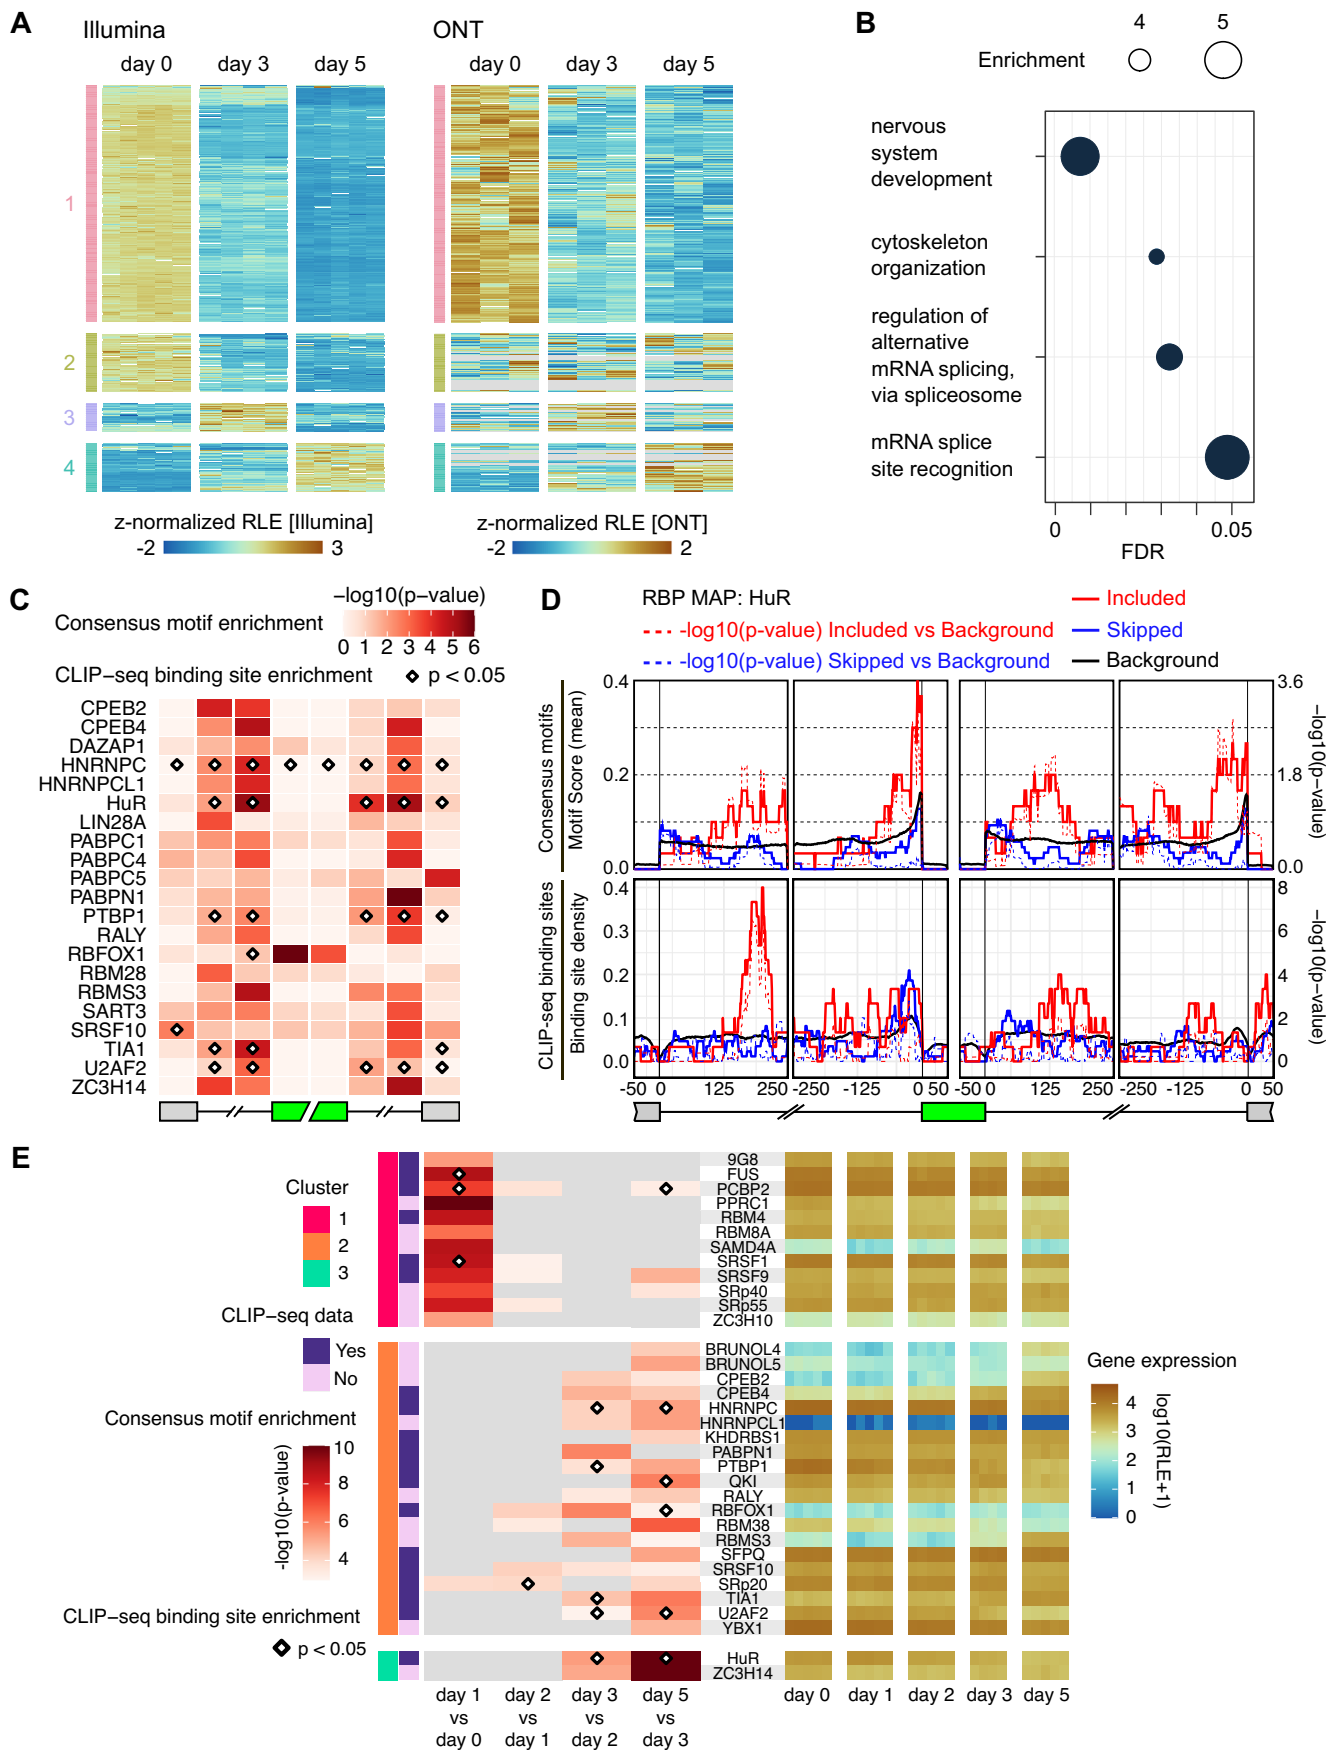 A
Illumina
ONT
day 0
day 3
day 5
day 0
day 3
day 5
1
2
3
4
z-normalized RLE [Illumina]
-2
3
z-normalized RLE [ONT]
-2
2
B
4
5
Enrichment
nervous
system
development
cytoskeleton
organization
regulation of
alternative
mRNA splicing,
via spliceosome
mRNA splice
site recognition
0
0.05
FDR
C
−log10(p−value)
Consensus motif enrichment
0 1 2 3 4 5 6
CLIP−seq binding site enrichment
p < 0.05
CPEB2
CPEB4
DAZAP1
HNRNPC
HNRNPCL1
HuR
LIN28A
PABPC1
PABPC4
PABPC5
PABPN1
PTBP1
RALY
RBFOX1
RBM28
RBMS3
SART3
SRSF10
TIA1
U2AF2
ZC3H14
D
RBP MAP: HuR
Included
-log10(p-value) Included vs Background
Skipped
-log10(p-value) Skipped vs Background
Background
Consensus motifs
Motif Score (mean)
0.4
0.2
0.0
3.6
1.8
0.0
−log10(p−value)
CLIP-seq binding sites
Binding site density
0.4
0.3
0.2
0.1
0.0
8
6
4
2
0
−log10(p−value)
-50 0 125 250
-250 -125 0 50
-50 0 125 250
-250 -125 0 50
E
Cluster
1
2
3
CLIP-seq data
Yes
No
Consensus motif enrichment
-log10(p-value)
10
8
6
4
CLIP-seq binding site enrichment
p < 0.05
9G8
FUS
PCBP2
PPRC1
RBM4
RBM8A
SAMD4A
SRSF1
SRSF9
SRp40
SRp55
ZC3H10
BRUNOL4
BRUNOL5
CPEB2
CPEB4
HNRNPC
HNRNPCL1
KHDRBS1
PABPN1
PTBP1
QKI
RALY
RBFOX1
RBM38
RBMS3
SFPQ
SRSF10
SRp20
TIA1
U2AF2
YBX1
HuR
ZC3H14
day 1
vs
day 0
day 2
vs
day 1
day 3
vs
day 2
day 5
vs
day 3
day 0
day 1
day 2
day 3
day 5
Gene expression
4
3
2
1
0
log10(RLE+1)